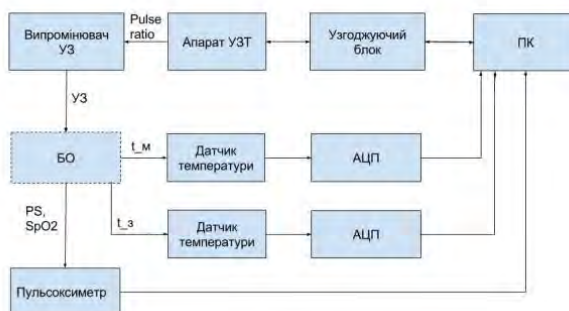 Випромінювач
УЗ
Pulse
ratio
Апарат УЗТ
Узгоджуючий
блок
ПК
УЗ
БО
t_м
Датчик
температури
АЦП
PS,
SpO2
t_з
Датчик
температури
АЦП
Пульсоксиметр